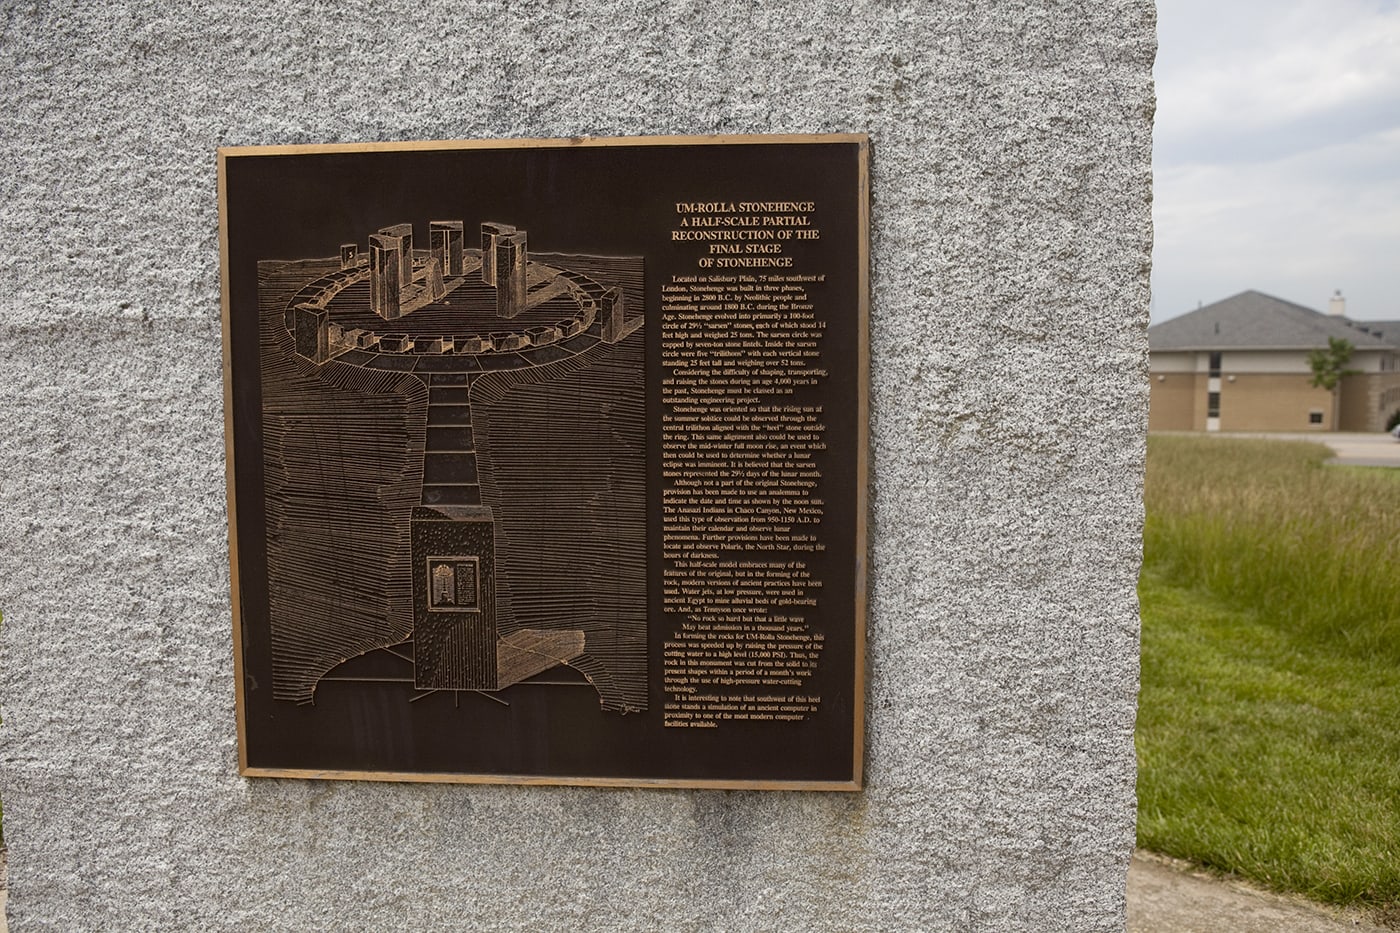 UM-ROLLA STONEHENGE
A HALF-SCALE PARTIAL
RECONSTRUCTION OF THE
FINAL STAGE
OF STONEHENGE
Located on Salisbury Plain, 75 miles southwest of
London, Stonehenge was built in three phases,
beginning in 2800 B.C. by Neolithic people and
culminating around 1800 B.C. during the Bronze
Age. Stonehenge evolved into primarily a 100-foot
circle of 29½ "sarsen" stones, each of which stood 14
feet high and weighed 25 tons. The sarsen circle was
capped by seven-ton stone lintels. Inside the sarsen
circle were five "trilithons" with each vertical stone
standing 25 feet tall and weighing over 52 tons.
Considering the difficulty of shaping, transporting,
and raising the stones during an age 4,000 years in
the past, Stonehenge must be classed as an
outstanding engineering project.
Stonehenge was oriented so that the rising sun at
the summer solstice could be observed through the
central trilithon aligned with the "heel" stone outside
the ring. This same alignment also could be used to
observe the mid-winter full moon rise, an event which
then could be used to determine whether a lunar
eclipse was imminent. It is believed that the sarsen
stones represented the 29½ days of the lunar month.
Although not a part of the original Stonehenge,
provision has been made to use an analemma to
indicate the date and time as shown by the noon sun.
The Anasazi Indians in Chaco Canyon, New Mexico,
used this type of observation from 950-1150 A.D. to
maintain their calendar and observe lunar
phenomena. Further provisions have been made to
locate and observe Polaris, the North Star, during the
hours of darkness.
This half-scale model embraces many of the
features of the original, but in the forming of the
rock, modern versions of ancient practices have been
used. Water jets, at low pressure, were used in
ancient Egypt to mine alluvial beds of gold-bearing
ore. And, as Tennyson once wrote:
"No rock so hard but that a little wave
May beat admission in a thousand years."
In forming the rocks for UM-Rolla Stonehenge, this
process was speeded up by raising the pressure of the
cutting water to a high level (15,000 PSI). Thus, the
rock in this monument was cut from the solid to its
present shapes within a period of a month's work
through the use of high-pressure water-cutting
technology.
It is interesting to note that southwest of this heel
stone stands a simulation of an ancient computer in
proximity to one of the most modern computer
facilities available.